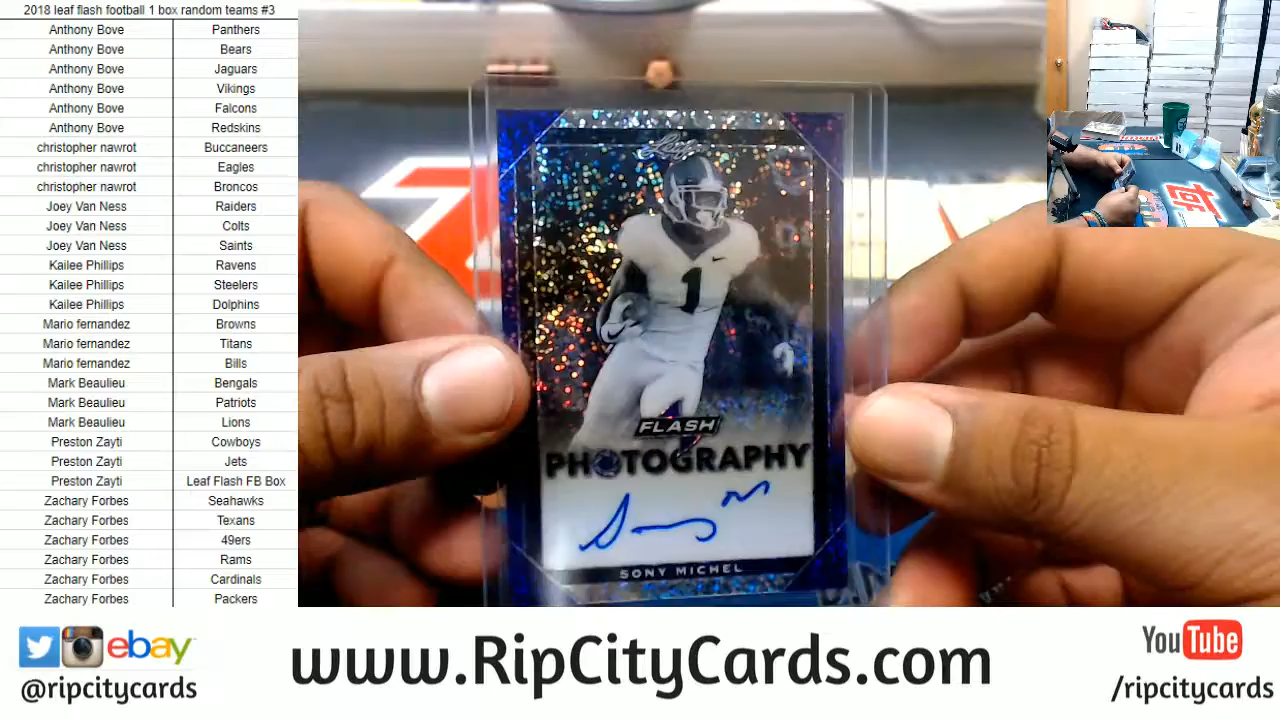 2018 leaf flash football 1 box random teams #3
Anthony Bove Panthers
Anthony Bove Bears
Anthony Bove Jaguars
Anthony Bove Vikings
Anthony Bove Falcons
Anthony Bove Redskins
christopher nawrot Buccaneers
christopher nawrot Eagles
christopher nawrot Broncos
Joey Van Ness Raiders
Joey Van Ness Colts
Joey Van Ness Saints
Kailee Phillips Ravens
Kailee Phillips Steelers
Kailee Phillips Dolphins
Mario fernandez Browns
Mario fernandez Titans
Mario fernandez Bills
Mark Beaulieu Bengals
Mark Beaulieu Patriots
Mark Beaulieu Lions
Preston Zayti Cowboys
Preston Zayti Jets
Preston Zayti Leaf Flash FB Box
Zachary Forbes Seahawks
Zachary Forbes Texans
Zachary Forbes 49ers
Zachary Forbes Rams
Zachary Forbes Cardinals
Zachary Forbes Packers
Leaf
1
FLASH
PHOTOGRAPHY
SONY MICHEL
ebay
@ripcitycards
www.RipCityCards.com
YouTube
/ripcitycards